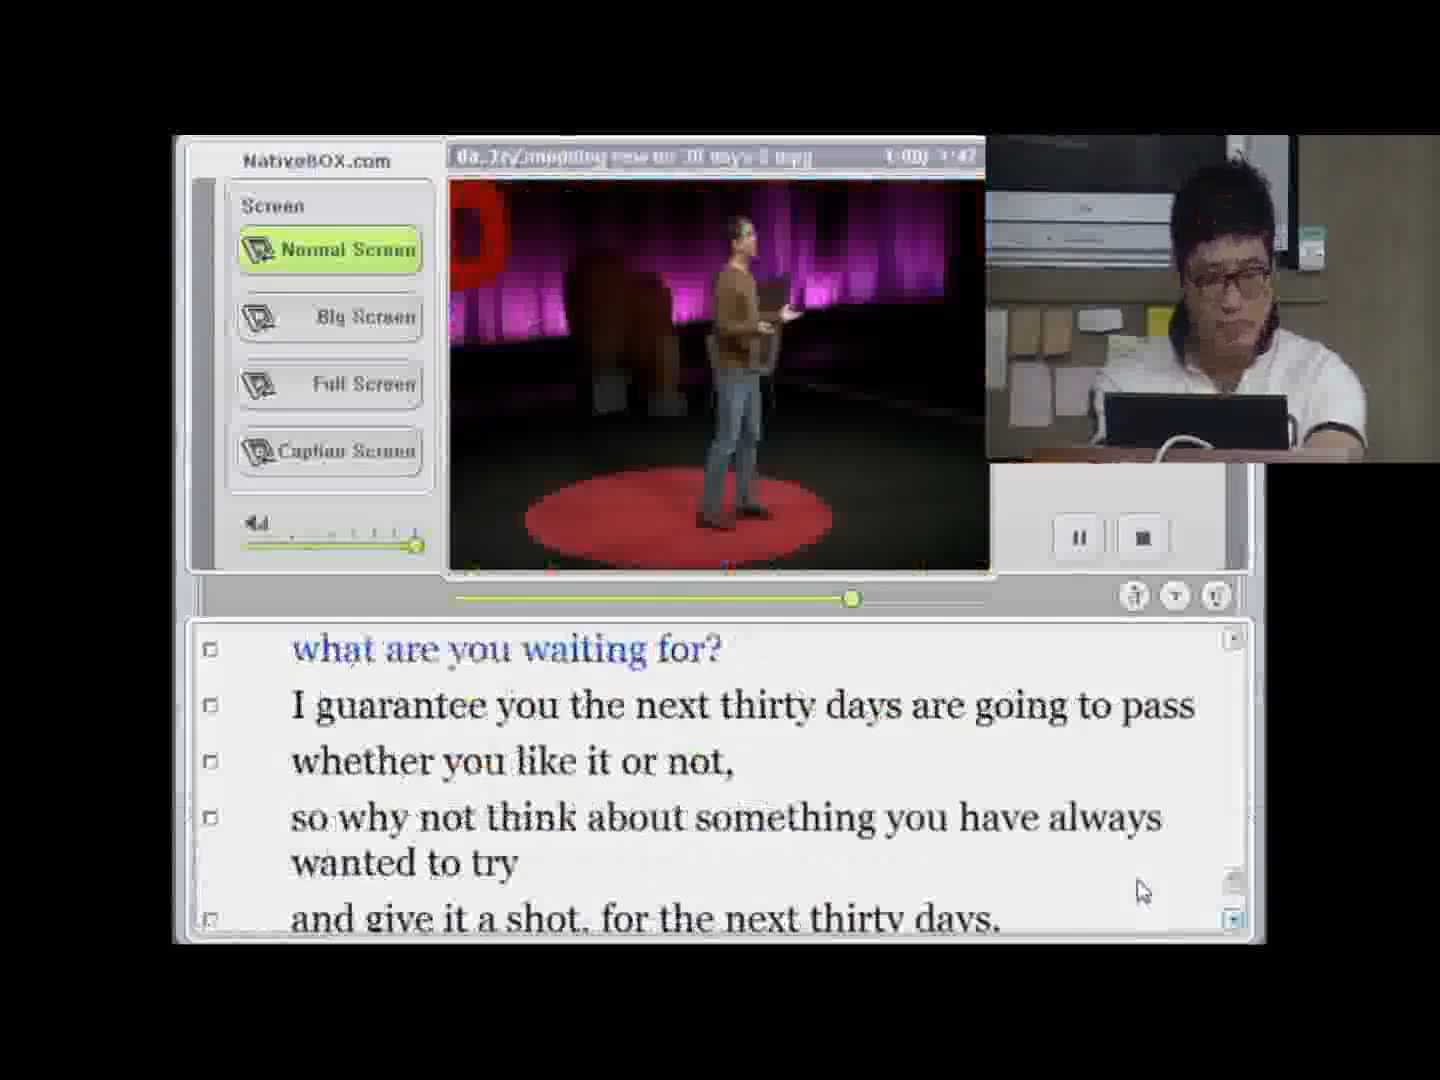 NativeBOX.com
Screen
Normal Screen
Big Screen
Full Screen
Caption Screen
what are you waiting for?
I guarantee you the next thirty days are going to pass
whether you like it or not,
so why not think about something you have always
wanted to try
and give it a shot, for the next thirty days.